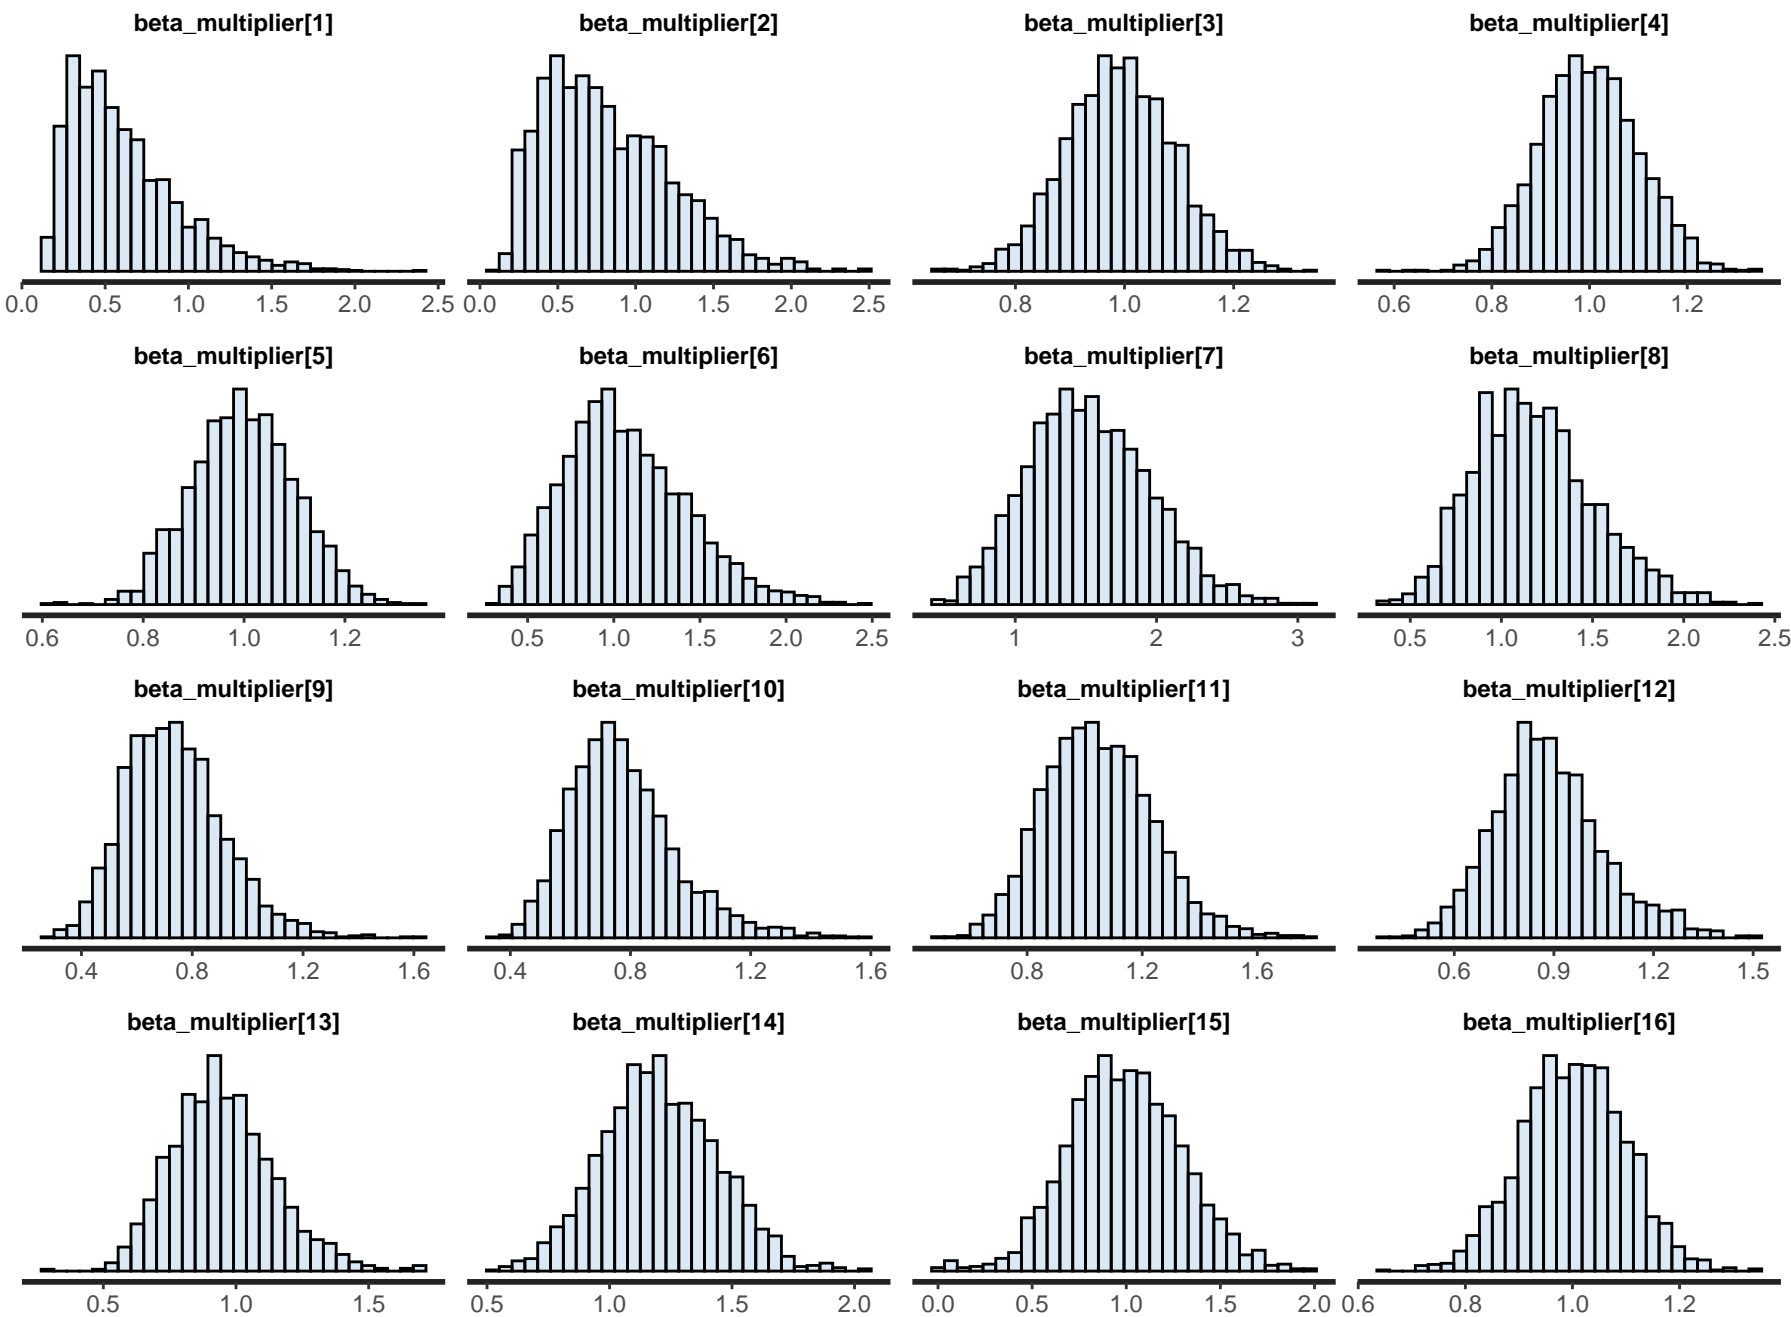 beta_multiplier[1] beta_multiplier[2] beta_multiplier[3] beta_multiplier[4]
0.0 0.5 1.0 1.5 2.0 2.5 0.0 0.5 1.0 1.5 2.0 2.5 0.8 1.0 1.2 0.6 0.8 1.0 1.2
beta_multiplier[5] beta_multiplier[6] beta_multiplier[7] beta_multiplier[8]
0.6 0.8 1.0 1.2 0.5 1.0 1.5 2.0 2.5 1 2 3 0.5 1.0 1.5 2.0 2.5
beta_multiplier[9] beta_multiplier[10] beta_multiplier[11] beta_multiplier[12]
0.4 0.8 1.2 1.6 0.4 0.8 1.2 1.6 0.8 1.2 1.6 0.6 0.9 1.2 1.5
beta_multiplier[13] beta_multiplier[14] beta_multiplier[15] beta_multiplier[16]
0.5 1.0 1.5 0.5 1.0 1.5 2.0 0.0 0.5 1.0 1.5 2.0 0.6 0.8 1.0 1.2